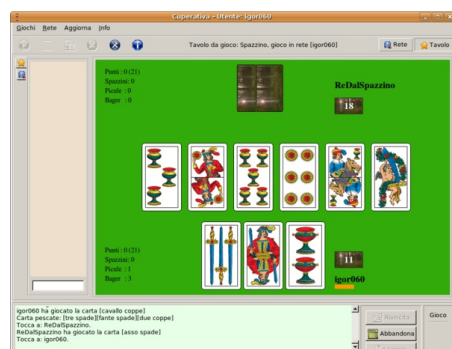 Cuperativa - Utente: igor060
Giochi Rete Aggiorna Info
Tavolo da gioco: Spazzino, gioco in rete [igor060]
Rete
Tavolo
Punti : 0 (21)
Spazzini: 0
Picule : 0
Bager : 0
ReDalSpazzino
18
Punti : 0 (21)
Spazzini: 0
Picule : 1
Bager : 3
11
igor060
igor060 ha giocato la carta [cavallo coppe]
Carta pescate: [tre spade][fante spade][due coppe]
Tocca a: ReDalSpazzino.
ReDalSpazzino ha giocato la carta [asso spade]
Tocca a: igor060.
Rivincita
Abbandona
Gioco